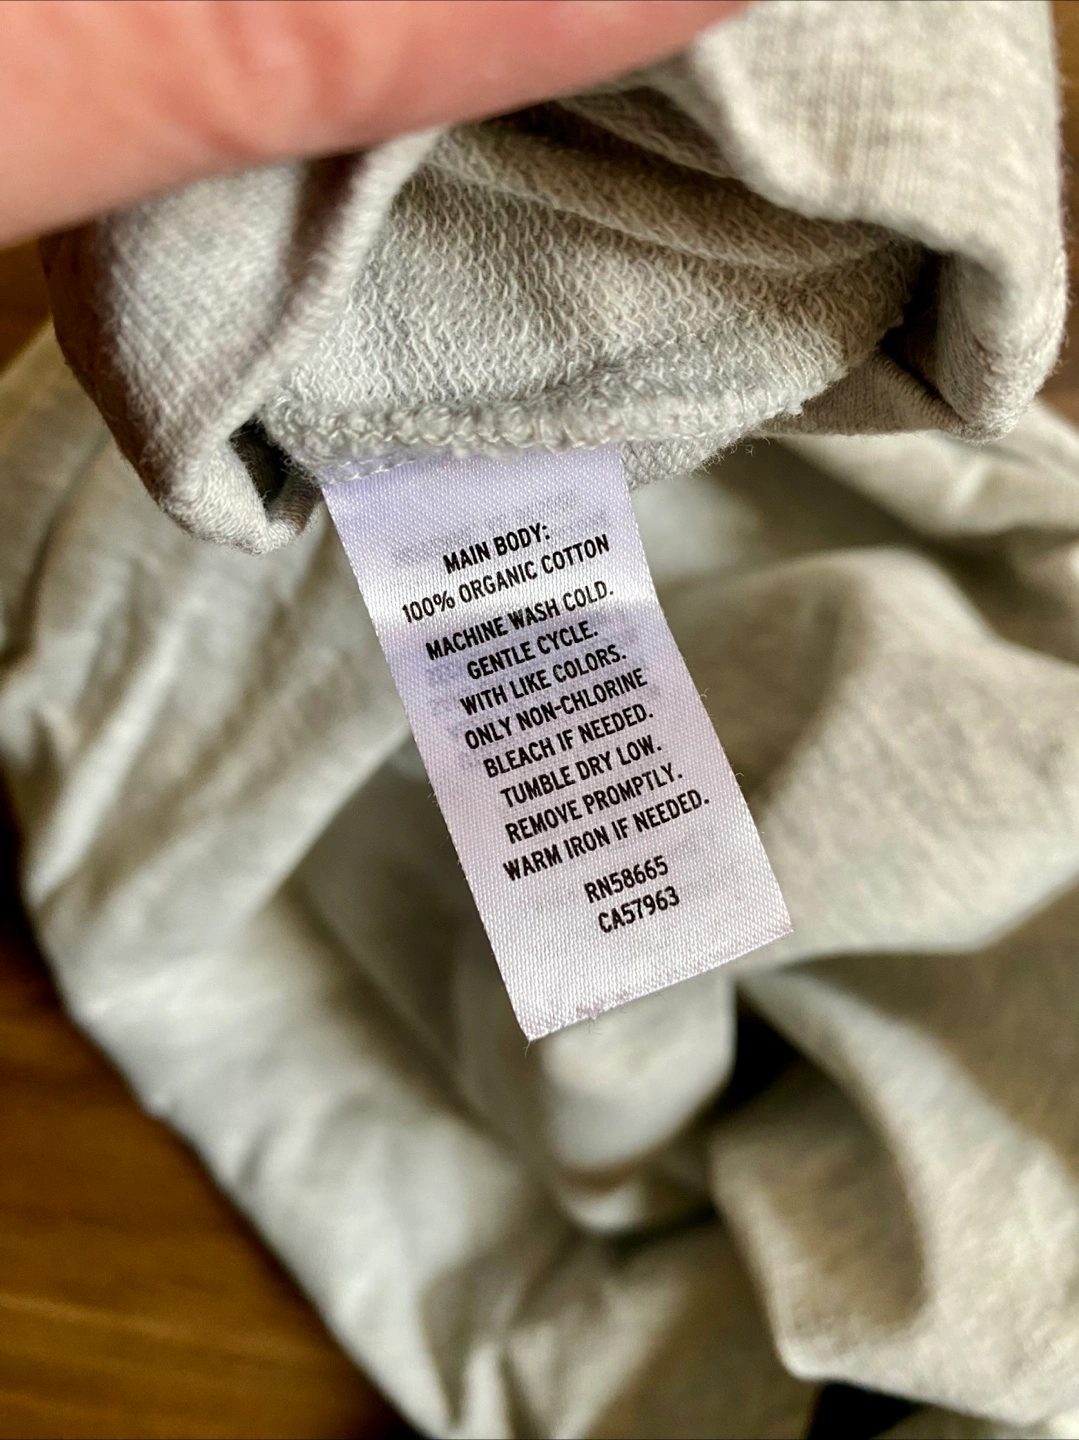 MAIN BODY:
100% ORGANIC COTTON
MACHINE WASH COLD.
GENTLE CYCLE.
WITH LIKE COLORS.
ONLY NON-CHLORINE
BLEACH IF NEEDED.
TUMBLE DRY LOW.
REMOVE PROMPTLY.
WARM IRON IF NEEDED.
RN58665
CA57963